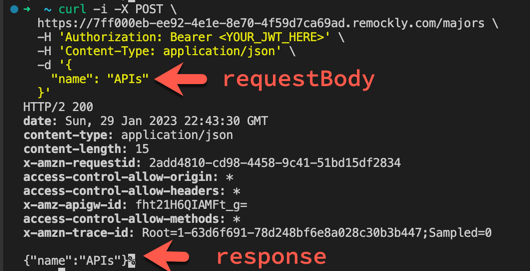 ➜ ~ curl -i -X POST \
https://7ff000eb-ee92-4e1e-8e70-4f59d7ca69ad.remockly.com/majors \
-H 'Authorization: Bearer <YOUR_JWT_HERE>' \
-H 'Content-Type: application/json' \
-d '{
"name": "APIs" requestBody
}'
HTTP/2 200
date: Sun, 29 Jan 2023 22:43:30 GMT
content-type: application/json
content-length: 15
x-amzn-requestid: 2add4810-cd98-4458-9c41-51bd15df2834
access-control-allow-origin: *
access-control-allow-headers: *
x-amz-apigw-id: fht21H6QIAMFt_g=
access-control-allow-methods: *
x-amzn-trace-id: Root=1-63d6f691-78d248bf6e8a028c30b3b447;Sampled=0
{"name":"APIs"}% response